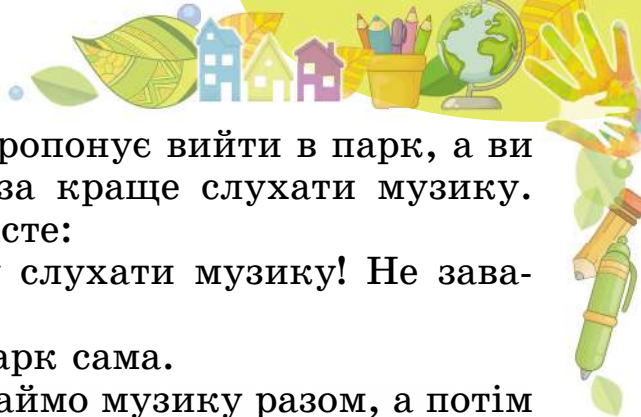 ропонує вийти в парк, а ви
за краще слухати музику.
сте:
слухати музику! Не зава-
арк сама.
аймо музику разом, а потім